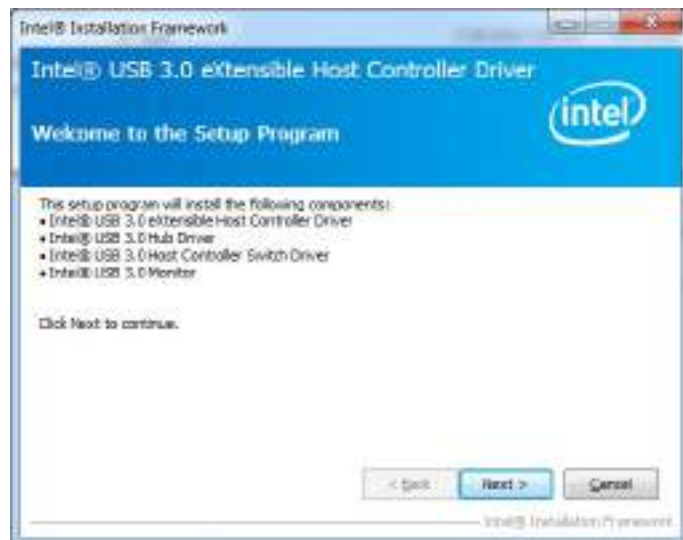 Intel® Installation Framework
Intel® USB 3.0 eXtensible Host Controller Driver
intel
Welcome to the Setup Program
This setup program will install the following components:
• Intel® USB 3.0 eXtensible Host Controller Driver
• Intel® USB 3.0 Hub Driver
• Intel® USB 3.0 Host Controller Switch Driver
• Intel® USB 3.0 Monitor
Click Next to continue.
< Back Next > Cancel
Intel® Installation Framework